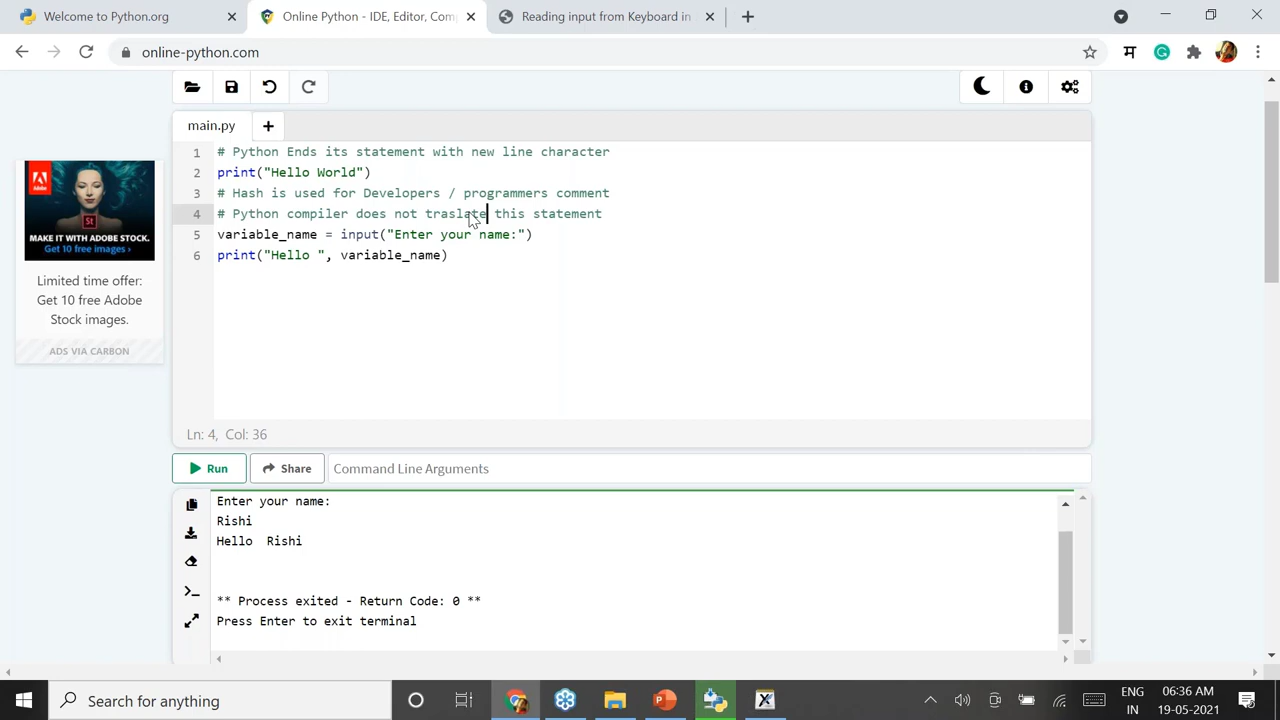 Welcome to Python.org
Online Python - IDE, Editor, Com
Reading input from Keyboard in
online-python.com
म
G
main.py
1 # Python Ends its statement with new line character
2 print("Hello World")
3 # Hash is used for Developers / programmers comment
4 # Python compiler does not traslate this statement
5 variable_name = input("Enter your name:")
6 print("Hello ", variable_name)
Ln: 4, Col: 36
Adobe
St
MAKE IT WITH ADOBE STOCK.
Get 10 free images ›
Limited time offer:
Get 10 free Adobe
Stock images.
ADS VIA CARBON
Run
Share
Command Line Arguments
Enter your name:
Rishi
Hello  Rishi
** Process exited - Return Code: 0 **
Press Enter to exit terminal
Search for anything
ENG
IN
06:36 AM
19-05-2021